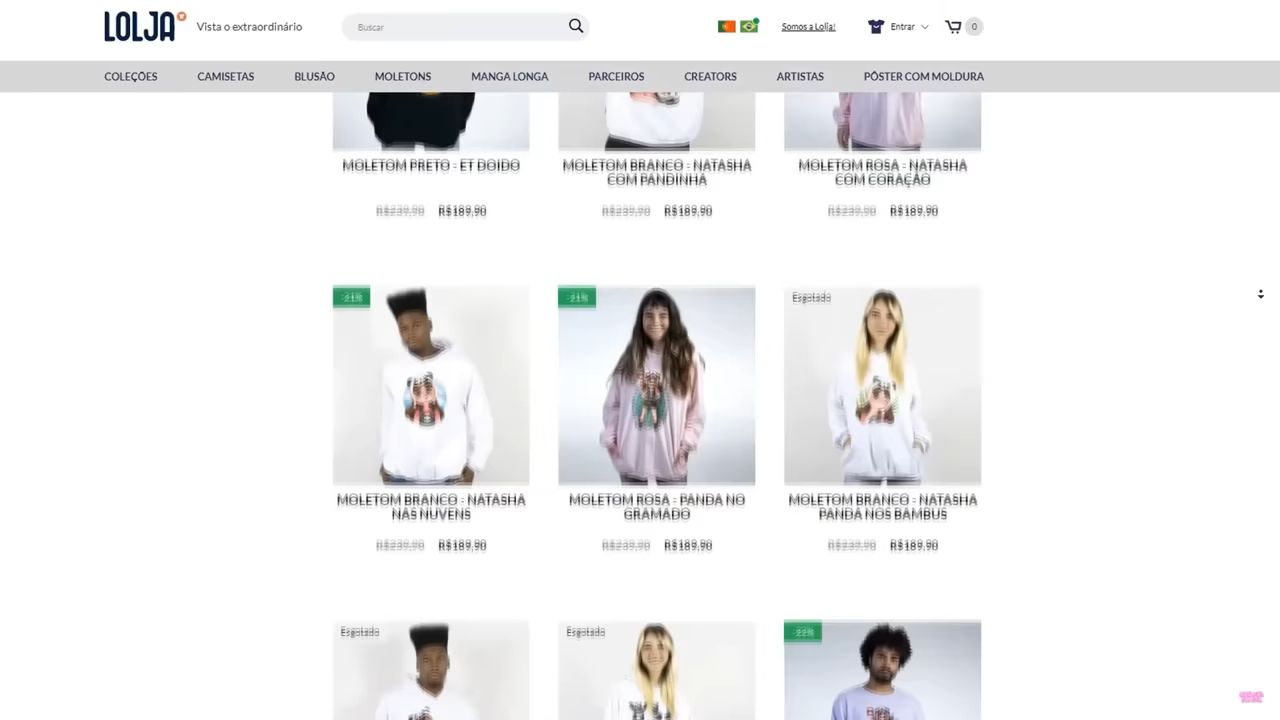 LOLJA
Vista o extraordinário
Buscar
Somos a Lolja!
Entrar
0
COLEÇÕES CAMISETAS BLUSÃO MOLETONS MANGA LONGA PARCEIROS CREATORS ARTISTAS PÔSTER COM MOLDURA
MOLETOM PRETO - ET DOIDO
R$239,90 R$189,90
MOLETOM BRANCO - NATASHA
COM PANDINHA
R$239,90 R$189,90
MOLETOM ROSA - NATASHA
COM CORAÇÃO
R$239,90 R$189,90
-21%
MOLETOM BRANCO - NATASHA
NAS NUVENS
R$239,90 R$189,90
-21%
MOLETOM ROSA - PANDA NO
GRAMADO
R$239,90 R$189,90
Esgotado
MOLETOM BRANCO - NATASHA
PANDA NOS BAMBUS
R$239,90 R$189,90
Esgotado
Esgotado
-22%